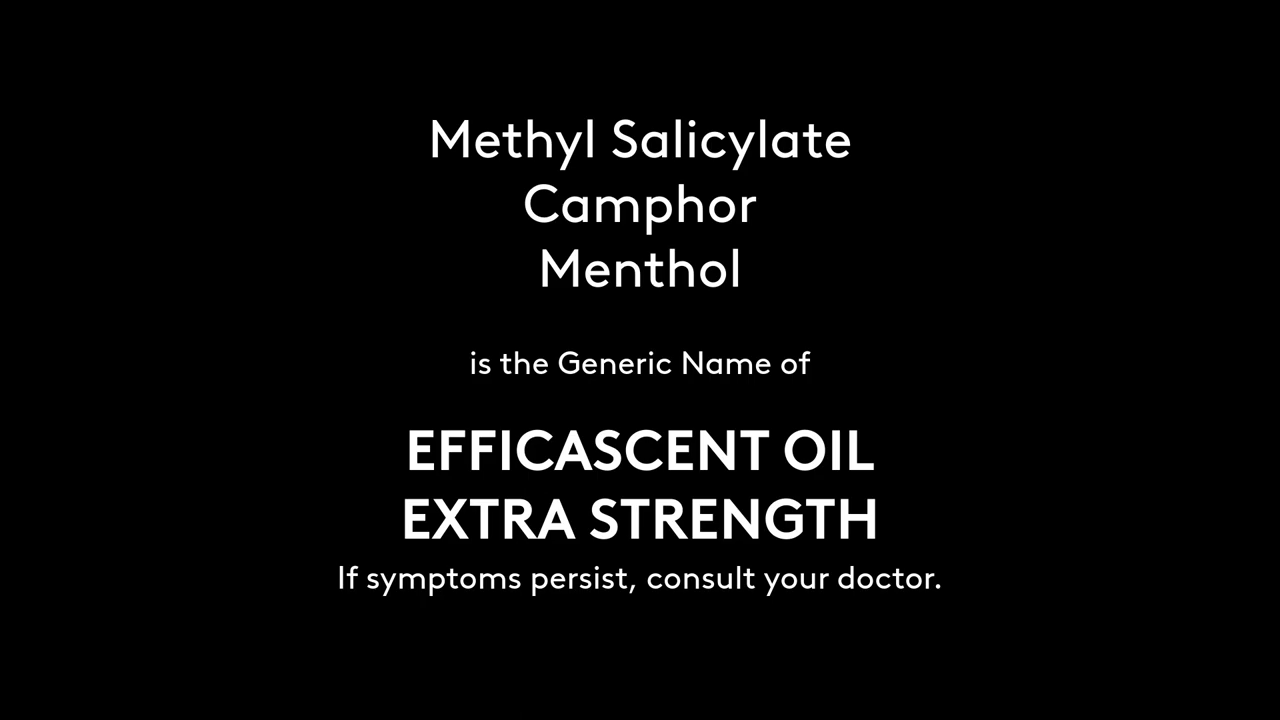 Methyl Salicylate
Camphor
Menthol
is the Generic Name of
EFFICASCENT OIL
EXTRA STRENGTH
If symptoms persist, consult your doctor.